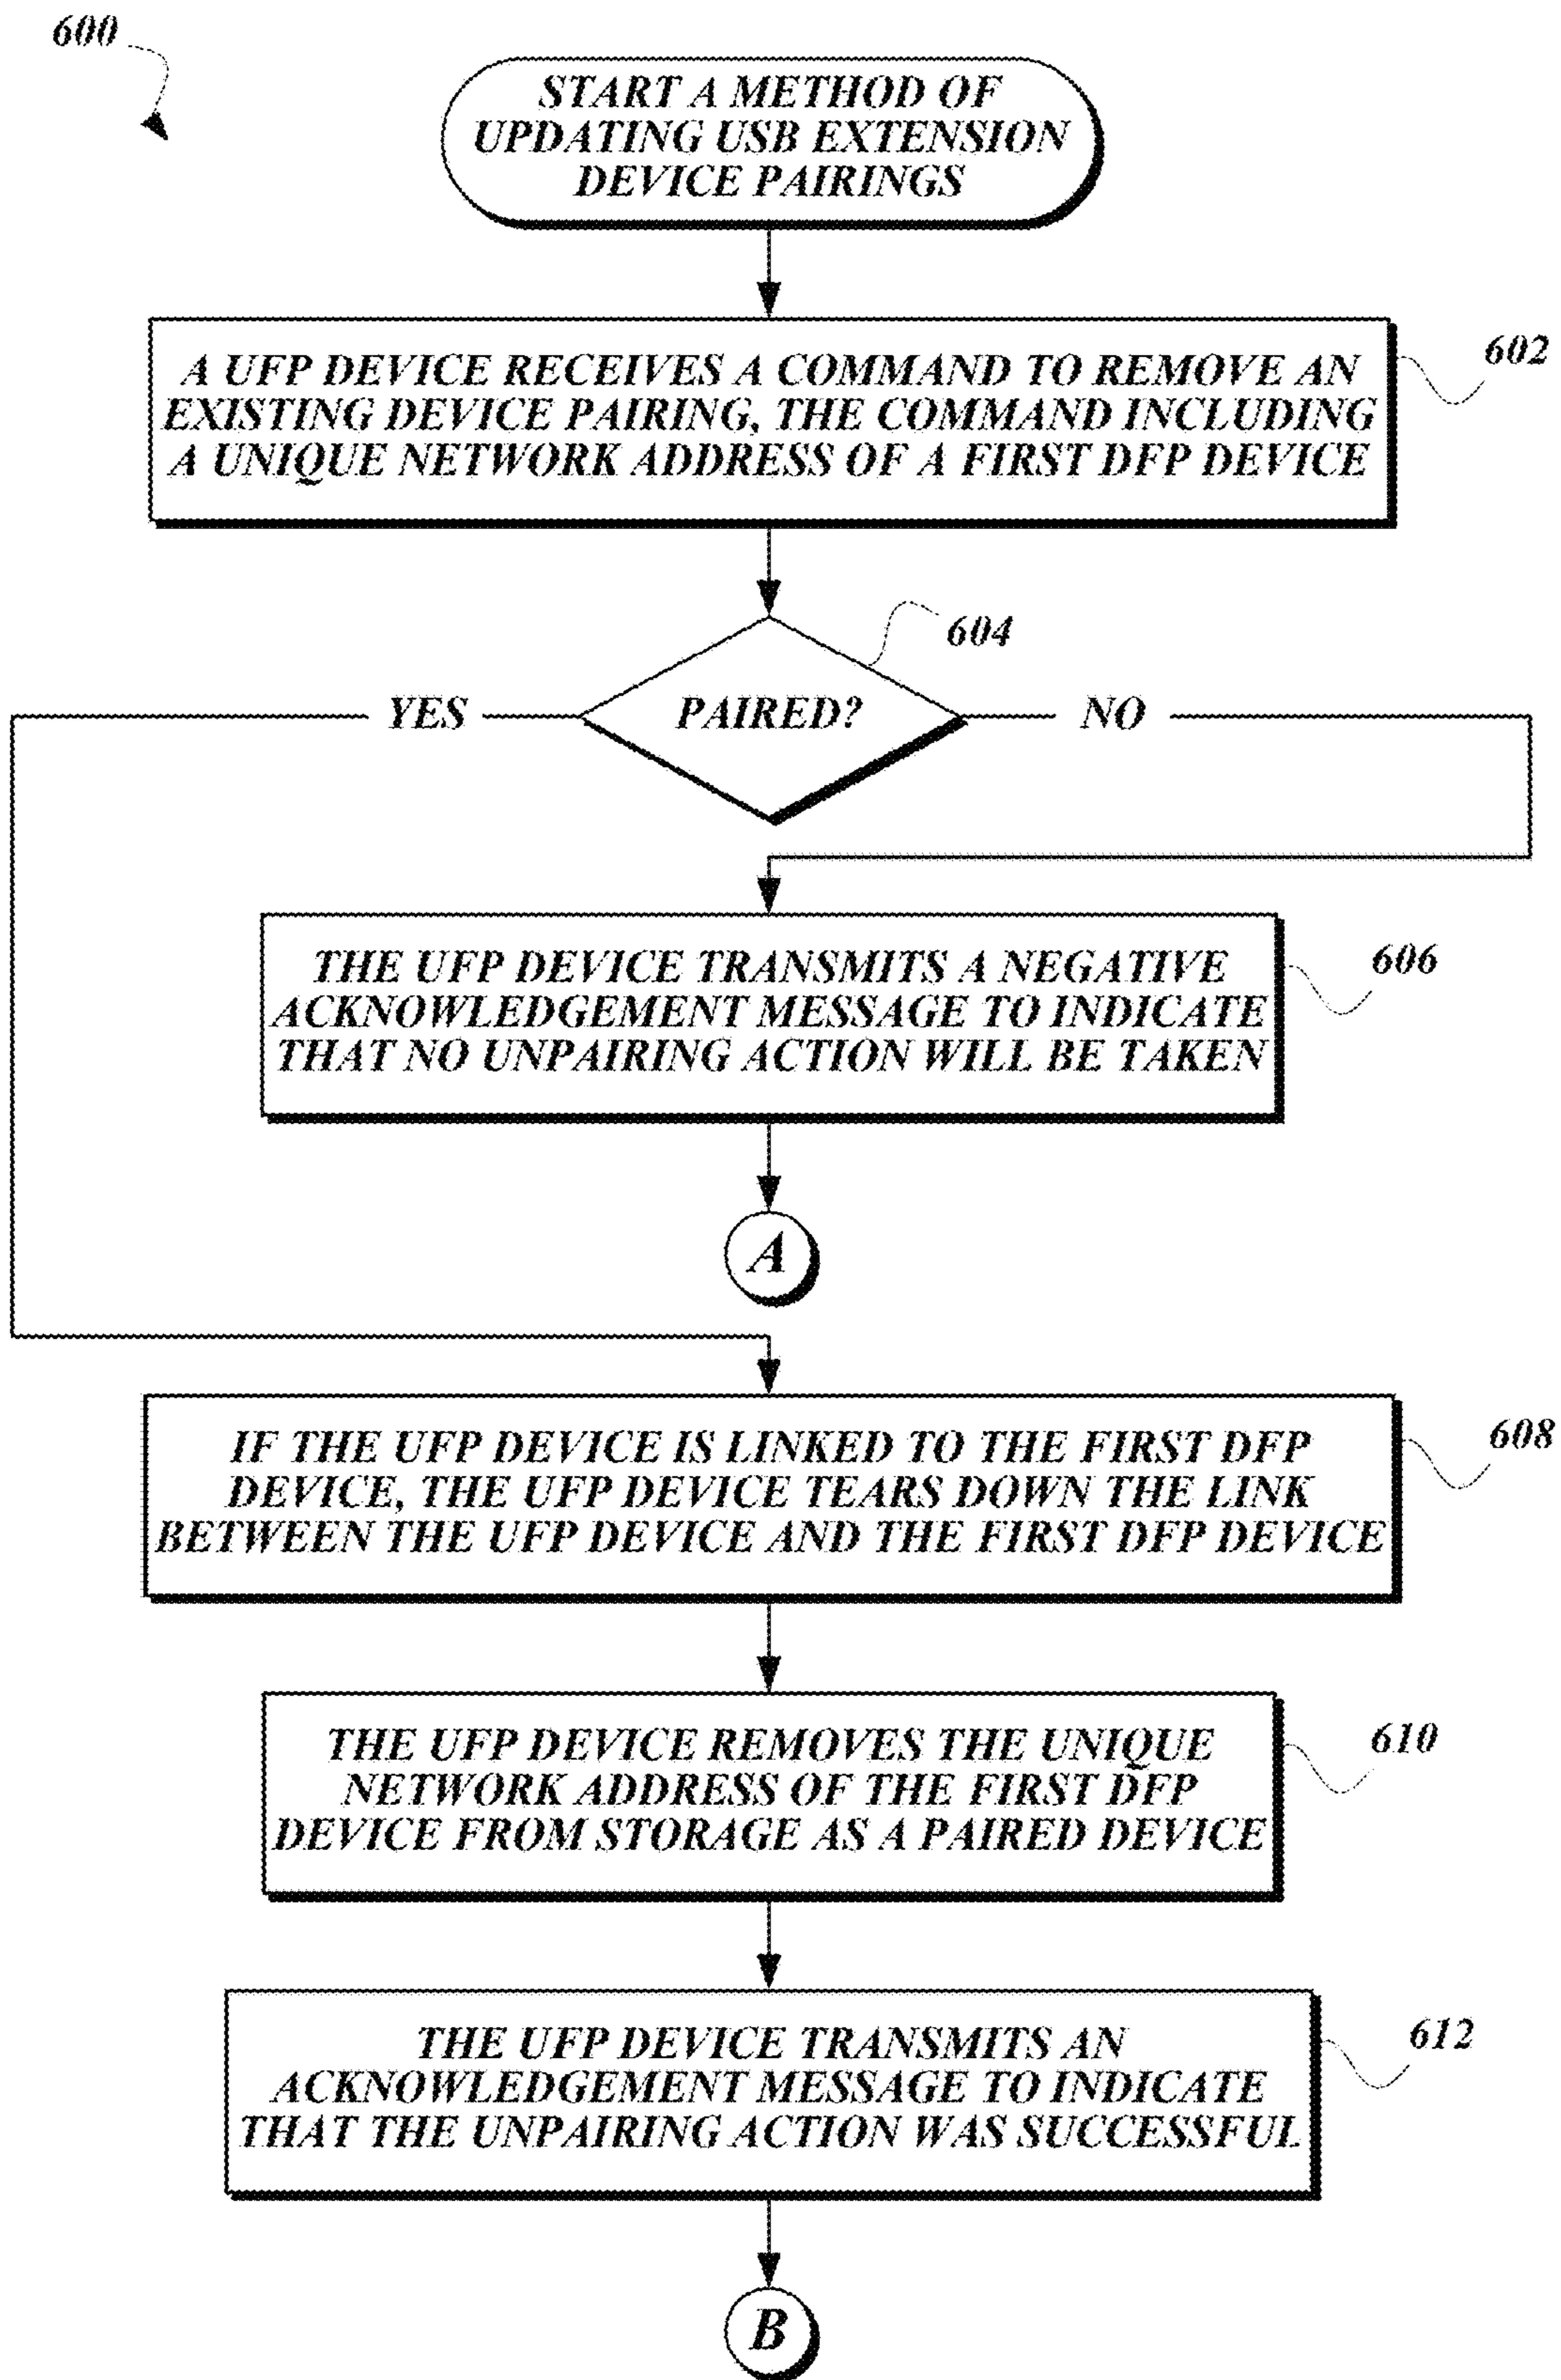 600
START A METHOD OF
UPDATING USB EXTENSION
DEVICE PAIRINGS
A UFP DEVICE RECEIVES A COMMAND TO REMOVE AN
EXISTING DEVICE PAIRING, THE COMMAND INCLUDING
A UNIQUE NETWORK ADDRESS OF A FIRST DFP DEVICE
602
604
YES
PAIRED?
NO
THE UFP DEVICE TRANSMITS A NEGATIVE
ACKNOWLEDGEMENT MESSAGE TO INDICATE
THAT NO UNPAIRING ACTION WILL BE TAKEN
606
A
IF THE UFP DEVICE IS LINKED TO THE FIRST DFP
DEVICE, THE UFP DEVICE TEARS DOWN THE LINK
BETWEEN THE UFP DEVICE AND THE FIRST DFP DEVICE
608
THE UFP DEVICE REMOVES THE UNIQUE
NETWORK ADDRESS OF THE FIRST DFP
DEVICE FROM STORAGE AS A PAIRED DEVICE
610
THE UFP DEVICE TRANSMITS AN
ACKNOWLEDGEMENT MESSAGE TO INDICATE
THAT THE UNPAIRING ACTION WAS SUCCESSFUL
612
B